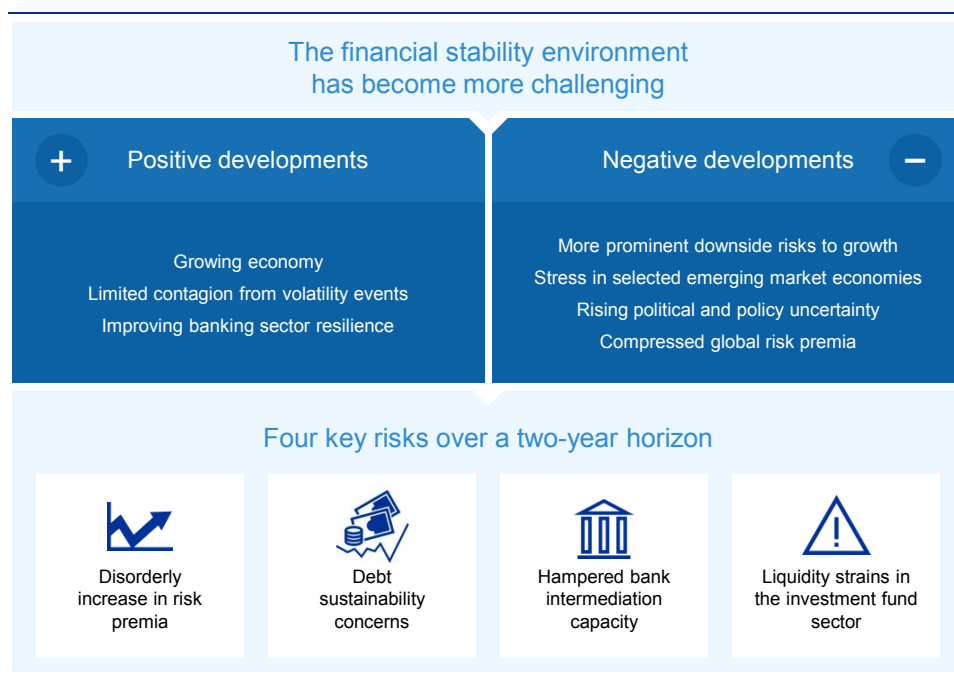 The financial stability environment
has become more challenging
+ Positive developments
Negative developments −
Growing economy
Limited contagion from volatility events
Improving banking sector resilience
More prominent downside risks to growth
Stress in selected emerging market economies
Rising political and policy uncertainty
Compressed global risk premia
Four key risks over a two-year horizon
Disorderly
increase in risk
premia
Debt
sustainability
concerns
Hampered bank
intermediation
capacity
Liquidity strains in
the investment fund
sector